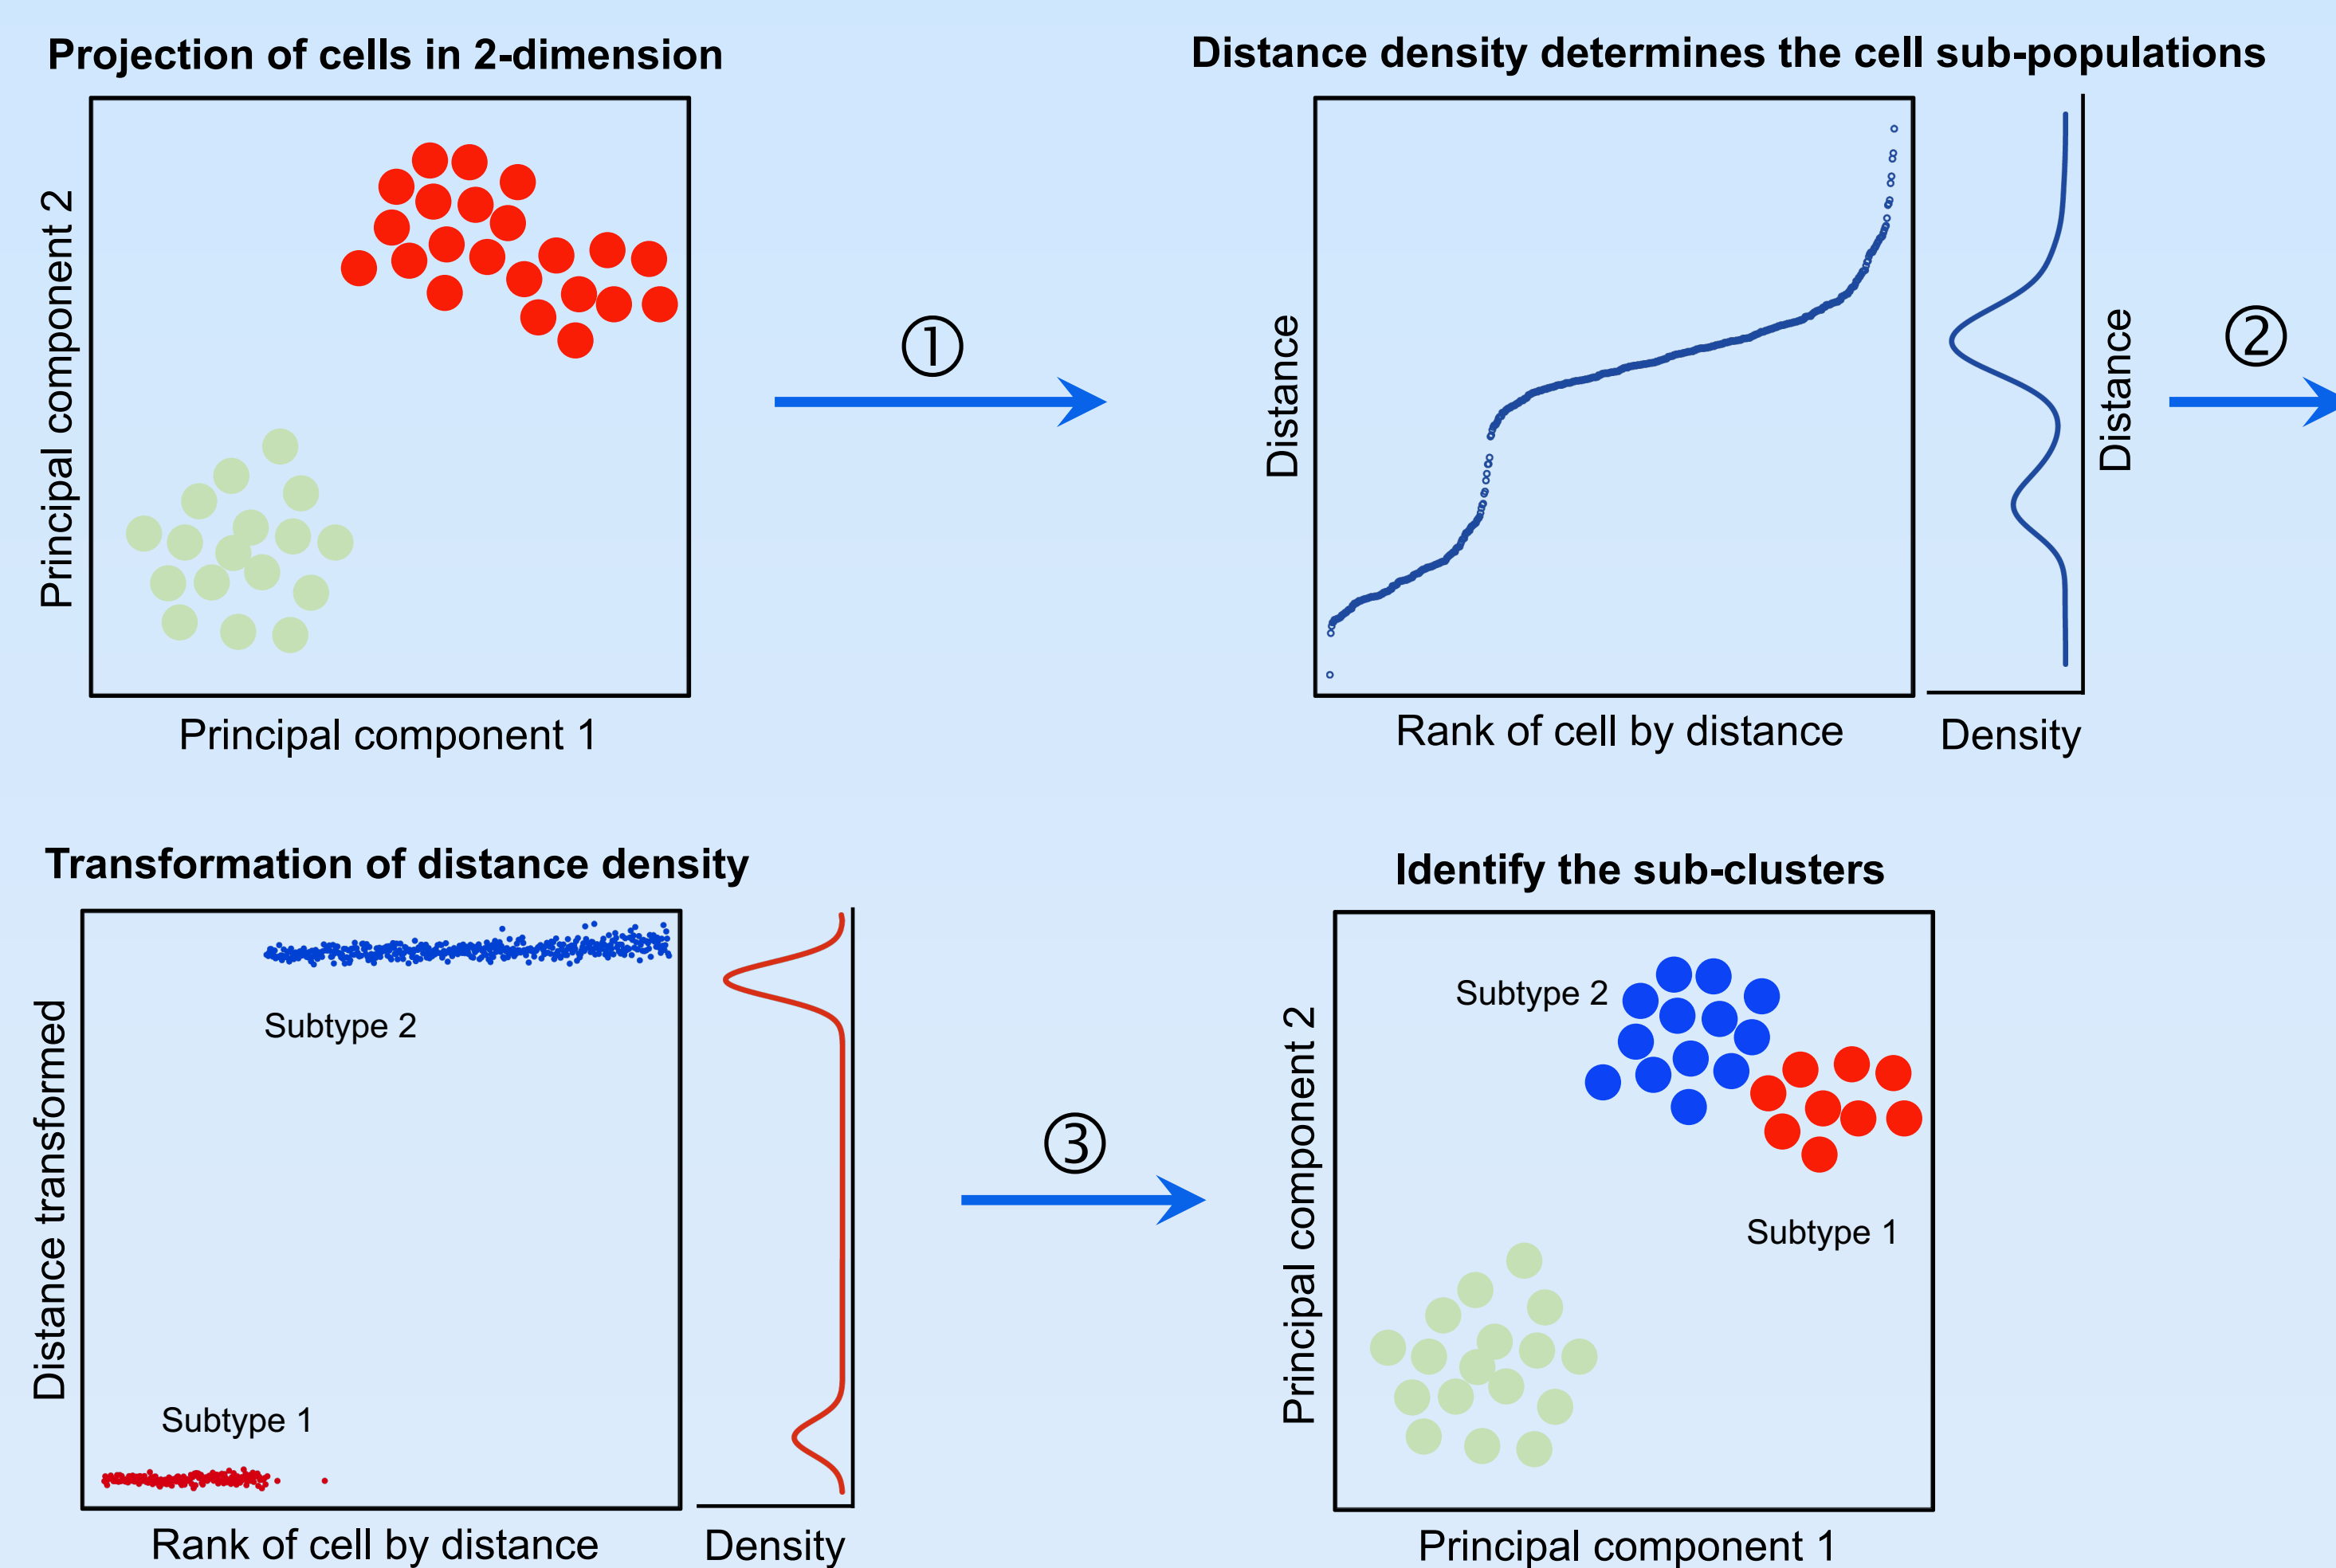 Projection of cells in 2-dimension
Principal component 2
Principal component 1
①
Distance density determines the cell sub-populations
Distance
Rank of cell by distance
Distance
Density
②
Transformation of distance density
Distance transformed
Subtype 2
Subtype 1
Rank of cell by distance
Density
③
Identify the sub-clusters
Principal component 2
Subtype 2
Subtype 1
Principal component 1